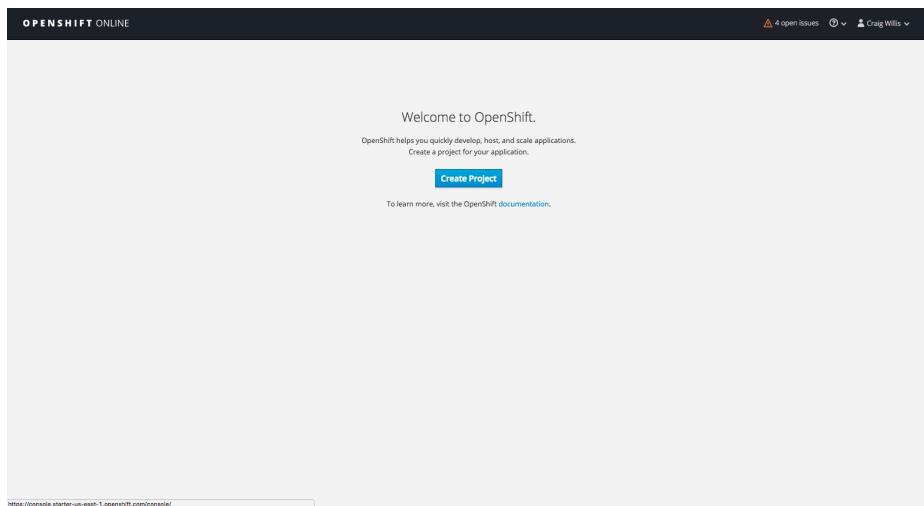 OPENSHIFT ONLINE
4 open issues
Craig Willis
Welcome to OpenShift.
OpenShift helps you quickly develop, host, and scale applications.
Create a project for your application.
Create Project
To learn more, visit the OpenShift documentation.
https://console.starter-us-east-1.openshift.com/console/